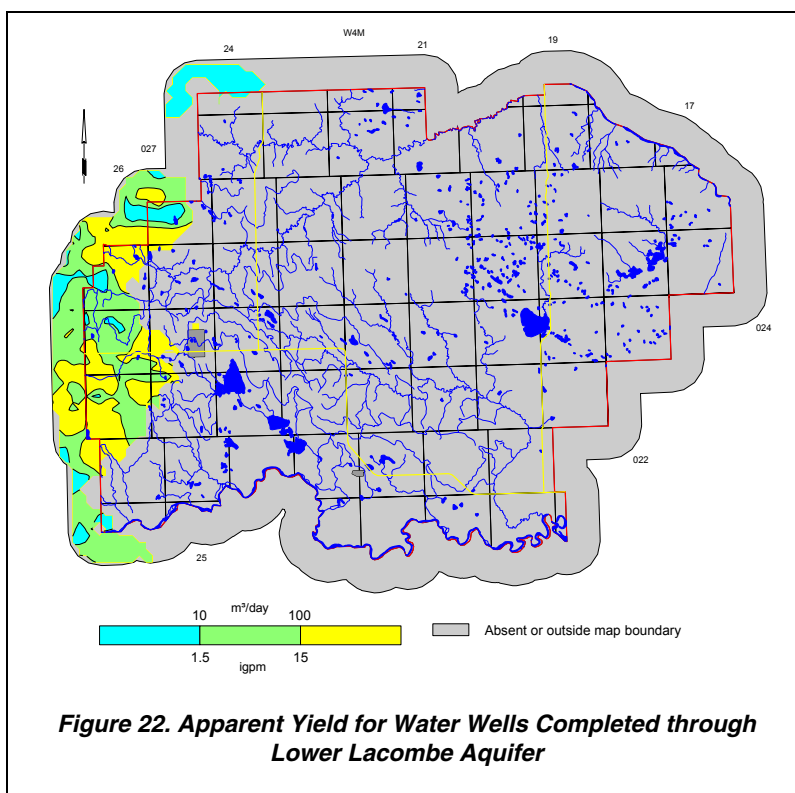 W4M
24
21
19
17
027
26
024
022
25
m³/day
10
100
1.5
igpm
15
Absent or outside map boundary
Figure 22. Apparent Yield for Water Wells Completed through
Lower Lacombe Aquifer